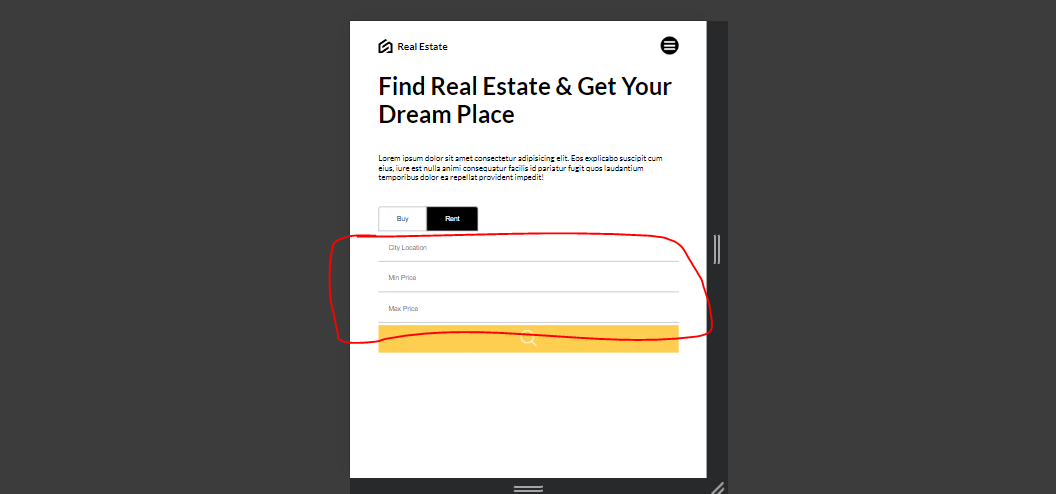 Real Estate
Find Real Estate & Get Your
Dream Place
Lorem ipsum dolor sit amet consectetur adipisicing elit. Eos explicabo suscipit cum
eius, iure est nulla animi consequatur facilis id pariatur fugit quos laudantium
temporibus dolor ea repellat provident impedit!
Buy Rent
City Location
Min Price
Max Price